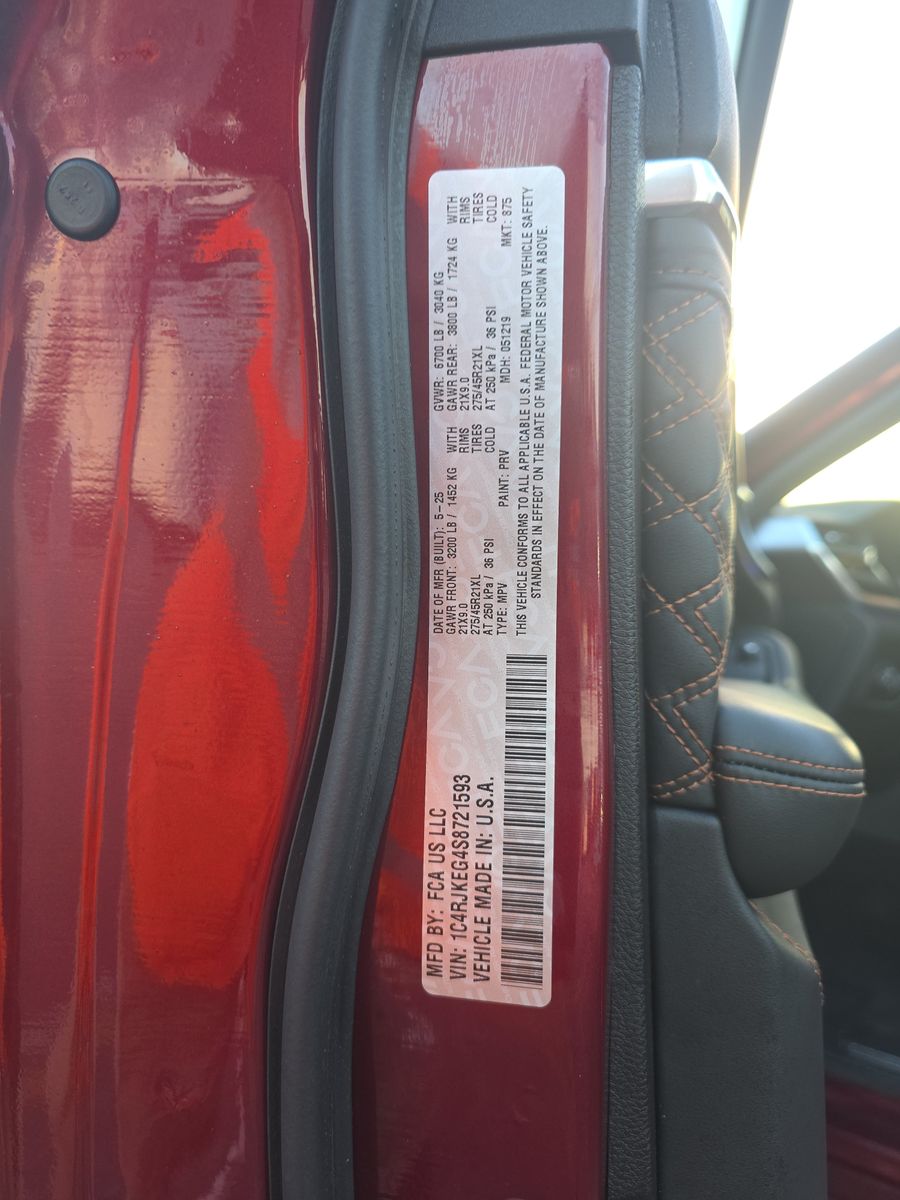 MFD BY: FCA US LLC
VIN: 1C4RJKEG4S8721593
VEHICLE MADE IN: U.S.A.
DATE OF MFR (BUILT): 5-25 GVWR: 6700 LB / 3040 KG
GAWR FRONT: 3200 LB / 1452 KG WITH GAWR REAR: 3800 LB / 1724 KG WITH
21X9.0 RIMS 21X9.0 RIMS
275/45R21XL TIRES 275/45R21XL TIRES
AT 250 kPa / 36 PSI COLD AT 250 kPa / 36 PSI COLD
TYPE: MPV PAINT: PRV MDH: 051219 MKT: 875
THIS VEHICLE CONFORMS TO ALL APPLICABLE U.S.A. FEDERAL MOTOR VEHICLE SAFETY
STANDARDS IN EFFECT ON THE DATE OF MANUFACTURE SHOWN ABOVE.